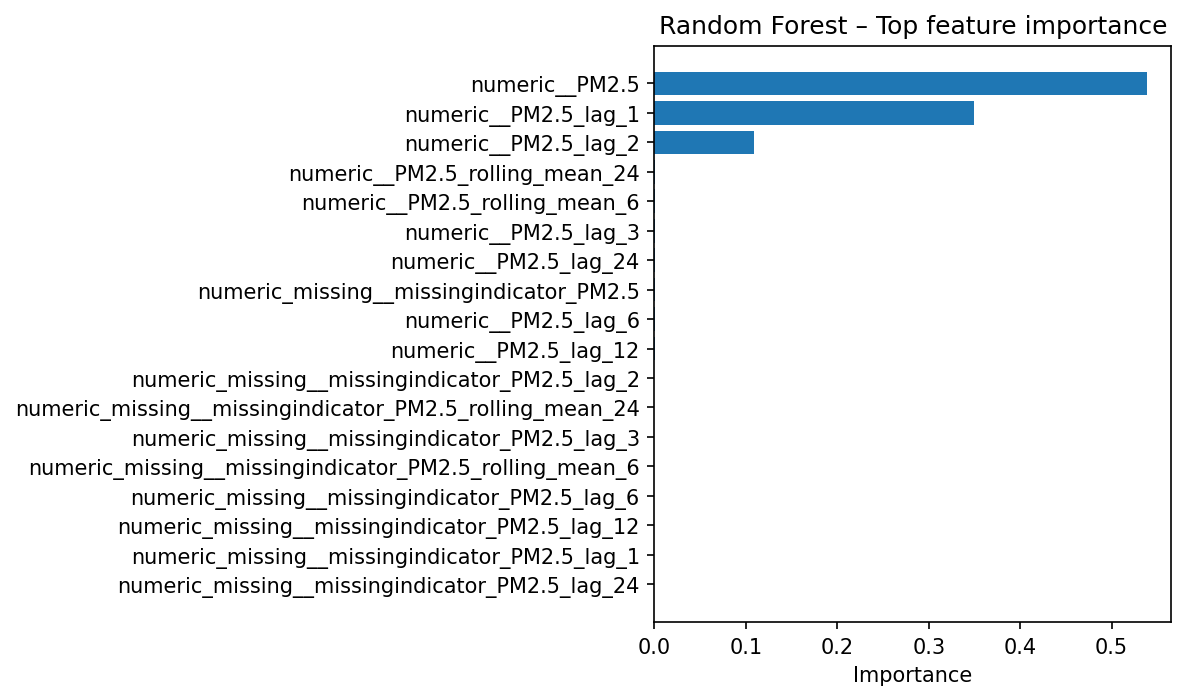 Random Forest – Top feature importance
numeric__PM2.5
numeric__PM2.5_lag_1
numeric__PM2.5_lag_2
numeric__PM2.5_rolling_mean_24
numeric__PM2.5_rolling_mean_6
numeric__PM2.5_lag_3
numeric__PM2.5_lag_24
numeric_missing__missingindicator_PM2.5
numeric__PM2.5_lag_6
numeric__PM2.5_lag_12
numeric_missing__missingindicator_PM2.5_lag_2
numeric_missing__missingindicator_PM2.5_rolling_mean_24
numeric_missing__missingindicator_PM2.5_lag_3
numeric_missing__missingindicator_PM2.5_rolling_mean_6
numeric_missing__missingindicator_PM2.5_lag_6
numeric_missing__missingindicator_PM2.5_lag_12
numeric_missing__missingindicator_PM2.5_lag_1
numeric_missing__missingindicator_PM2.5_lag_24
0.0 0.1 0.2 0.3 0.4 0.5
Importance